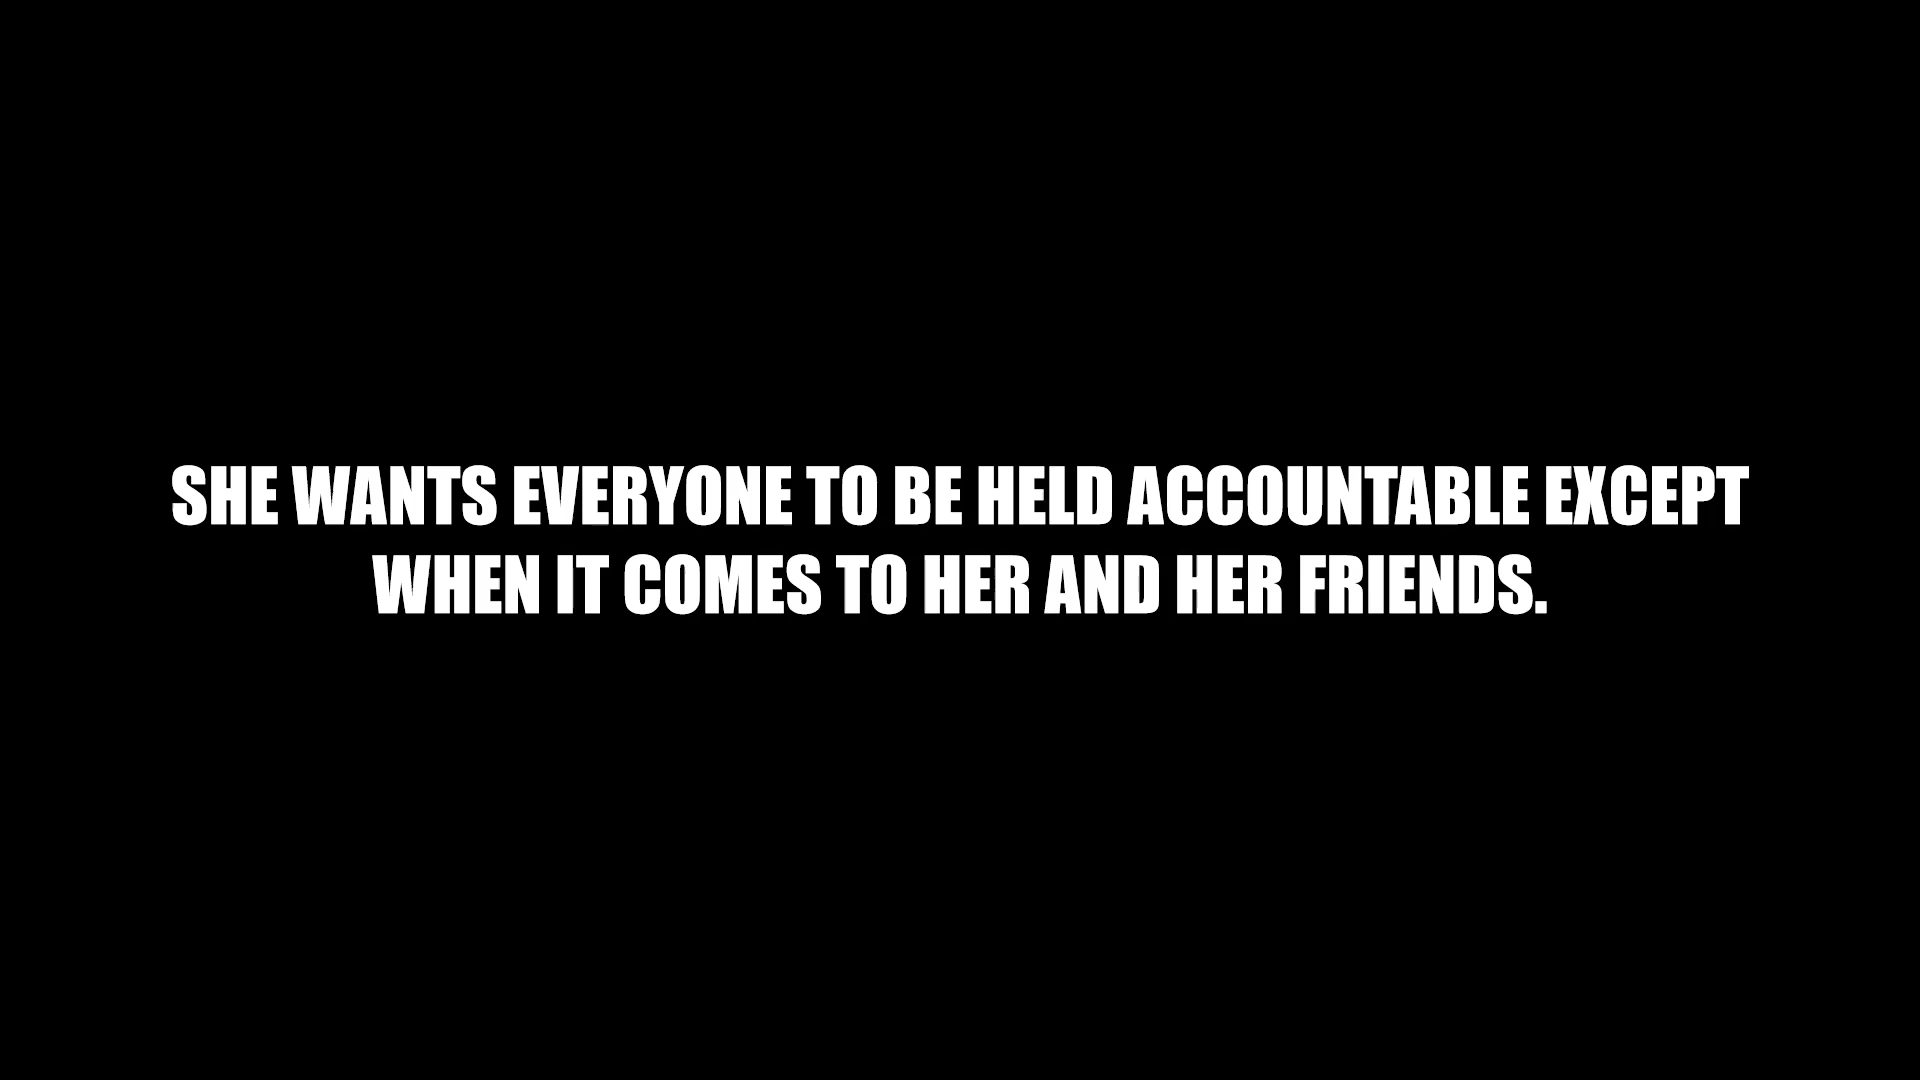 SHE WANTS EVERYONE TO BE HELD ACCOUNTABLE EXCEPT
WHEN IT COMES TO HER AND HER FRIENDS.